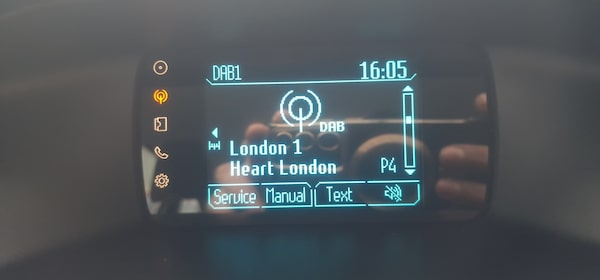 DAB1 16:05
DAB
London 1
Heart London P4
Service Manual Text